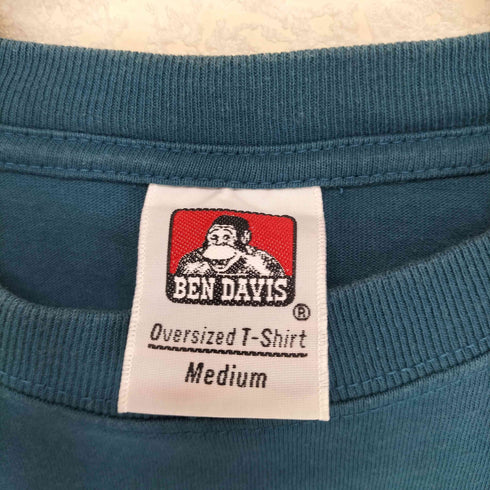 BEN DAVIS
®
Oversized T-Shirt
Medium